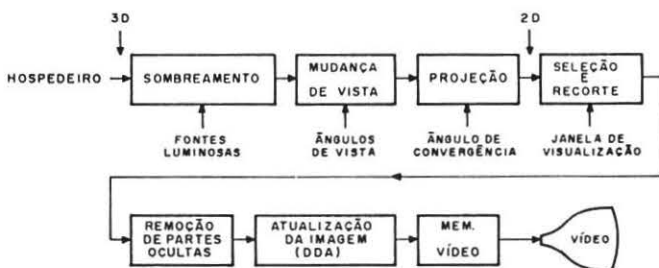 3D
2D
HOSPEDEIRO
SOMBREAMENTO
MUDANÇA
DE VISTA
PROJEÇÃO
SELEÇÃO
E
RECORTE
FONTES
LUMINOSAS
ÂNGULOS
DE VISTA
ÂNGULO DE
CONVERGÊNCIA
JANELA DE
VISUALIZAÇÃO
REMOÇÃO
DE PARTES
OCULTAS
ATUALIZAÇÃO
DA IMAGEM
(DDA)
MEM.
VÍDEO
VÍDEO